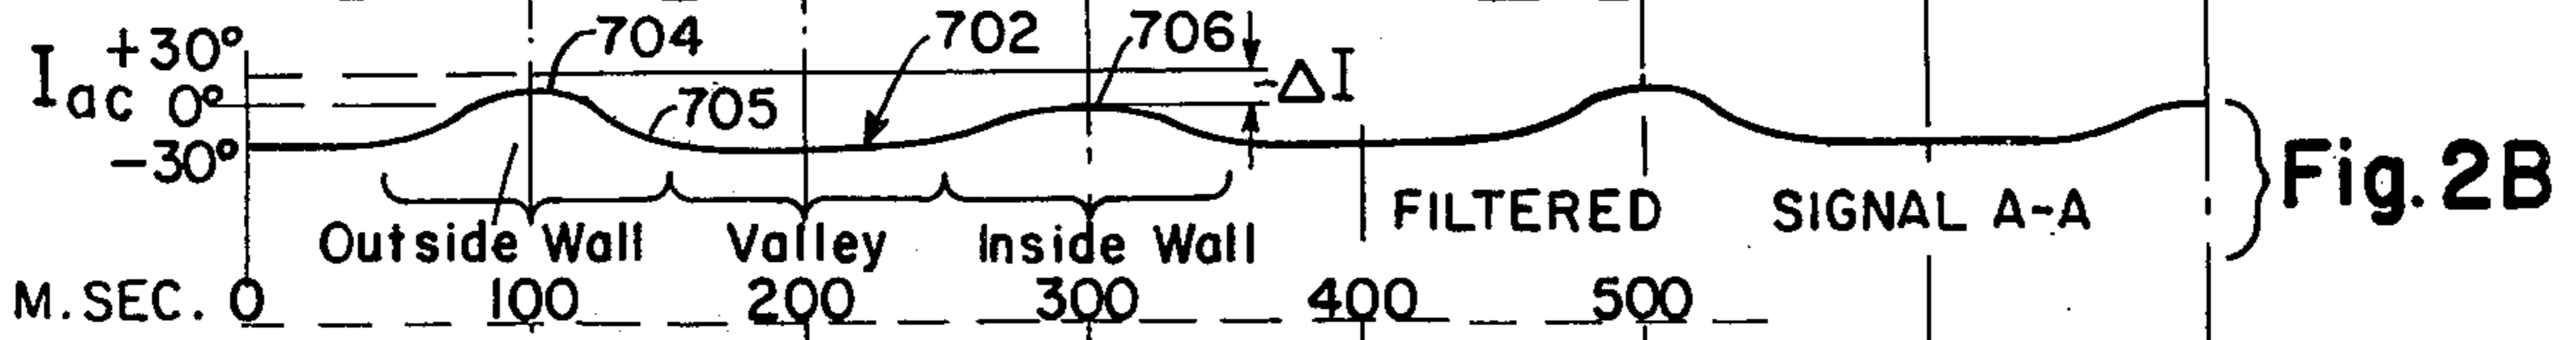 +30°
704
702
706
I ac
0°
705
-ΔI
-30°
Fig. 2B
FILTERED SIGNAL A-A
Outside Wall Valley Inside Wall
M.SEC. 0 100 200 300 400 500